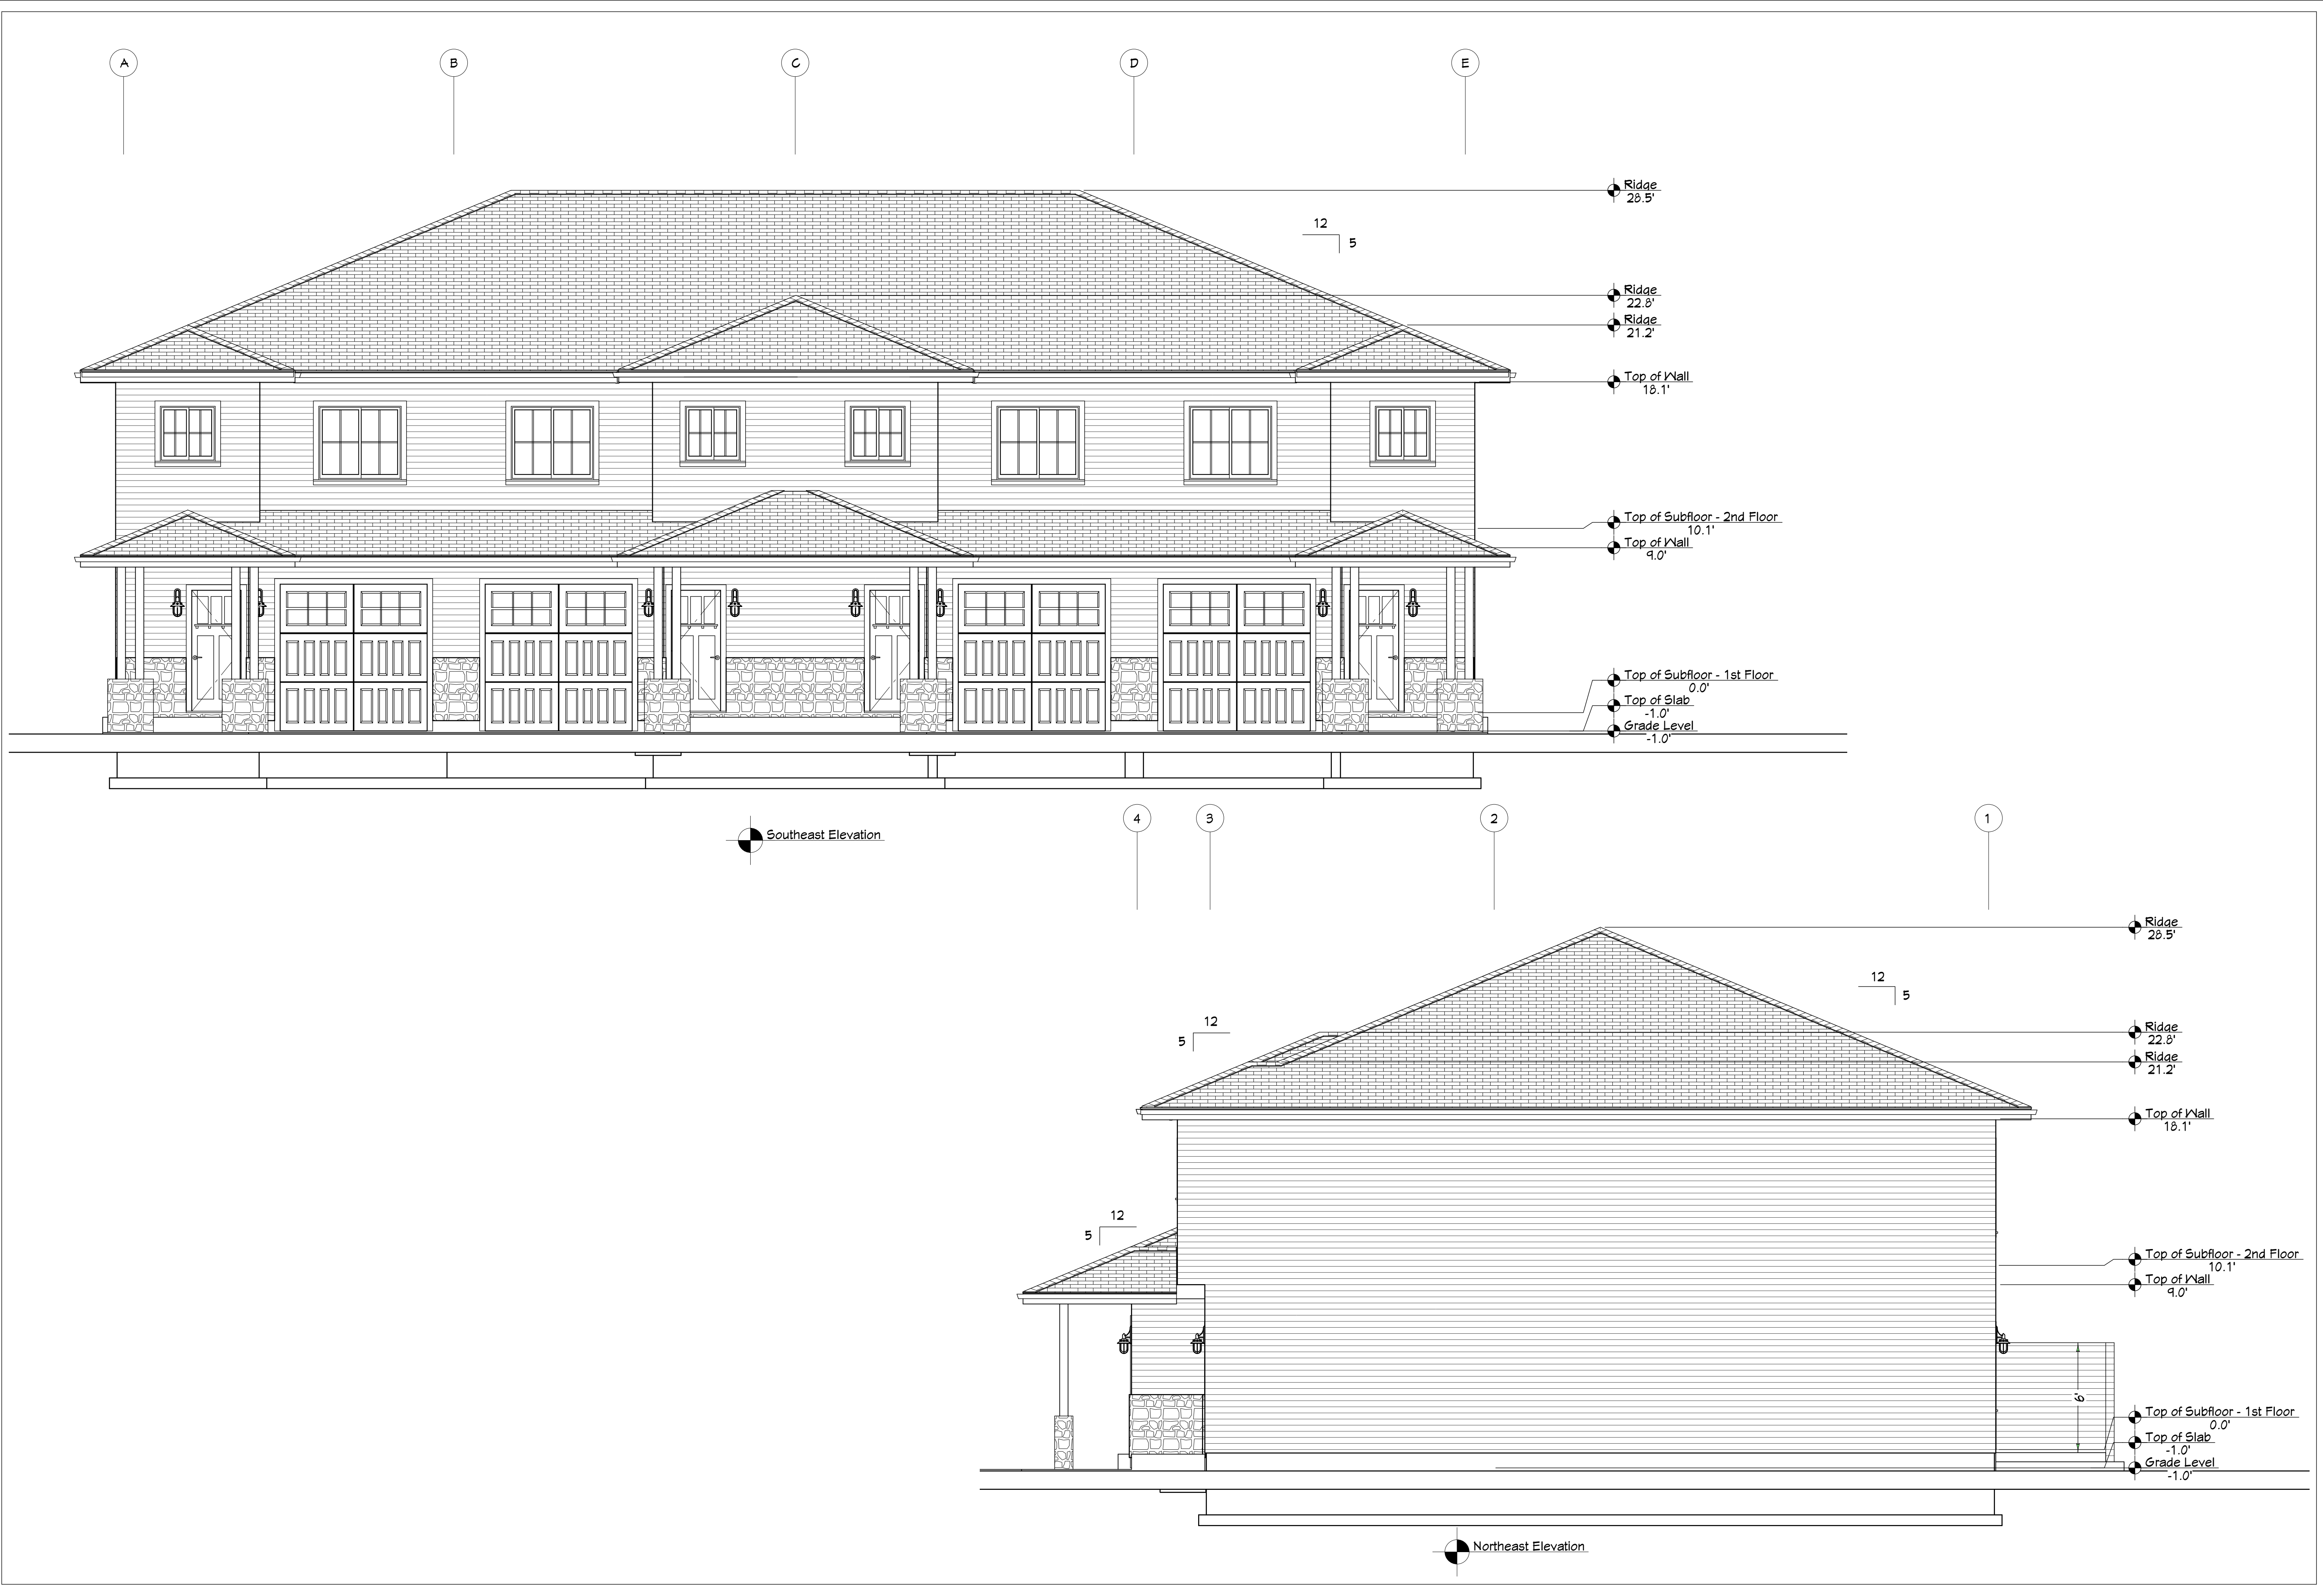 A B C D E
Ridge
28.5'
12
5
Ridge
22.8'
Ridge
21.2'
Top of Wall
18.1'
Top of Subfloor - 2nd Floor
10.1'
Top of Wall
9.0'
Top of Subfloor - 1st Floor
0.0'
Top of Slab
-1.0'
Grade Level
-1.0'
Southeast Elevation
4 3 2 1
Ridge
28.5'
12
5
12
5
Ridge
22.8'
Ridge
21.2'
Top of Wall
18.1'
12
5
Top of Subfloor - 2nd Floor
10.1'
Top of Wall
9.0'
6'
Top of Subfloor - 1st Floor
0.0'
Top of Slab
-1.0'
Grade Level
-1.0'
Northeast Elevation